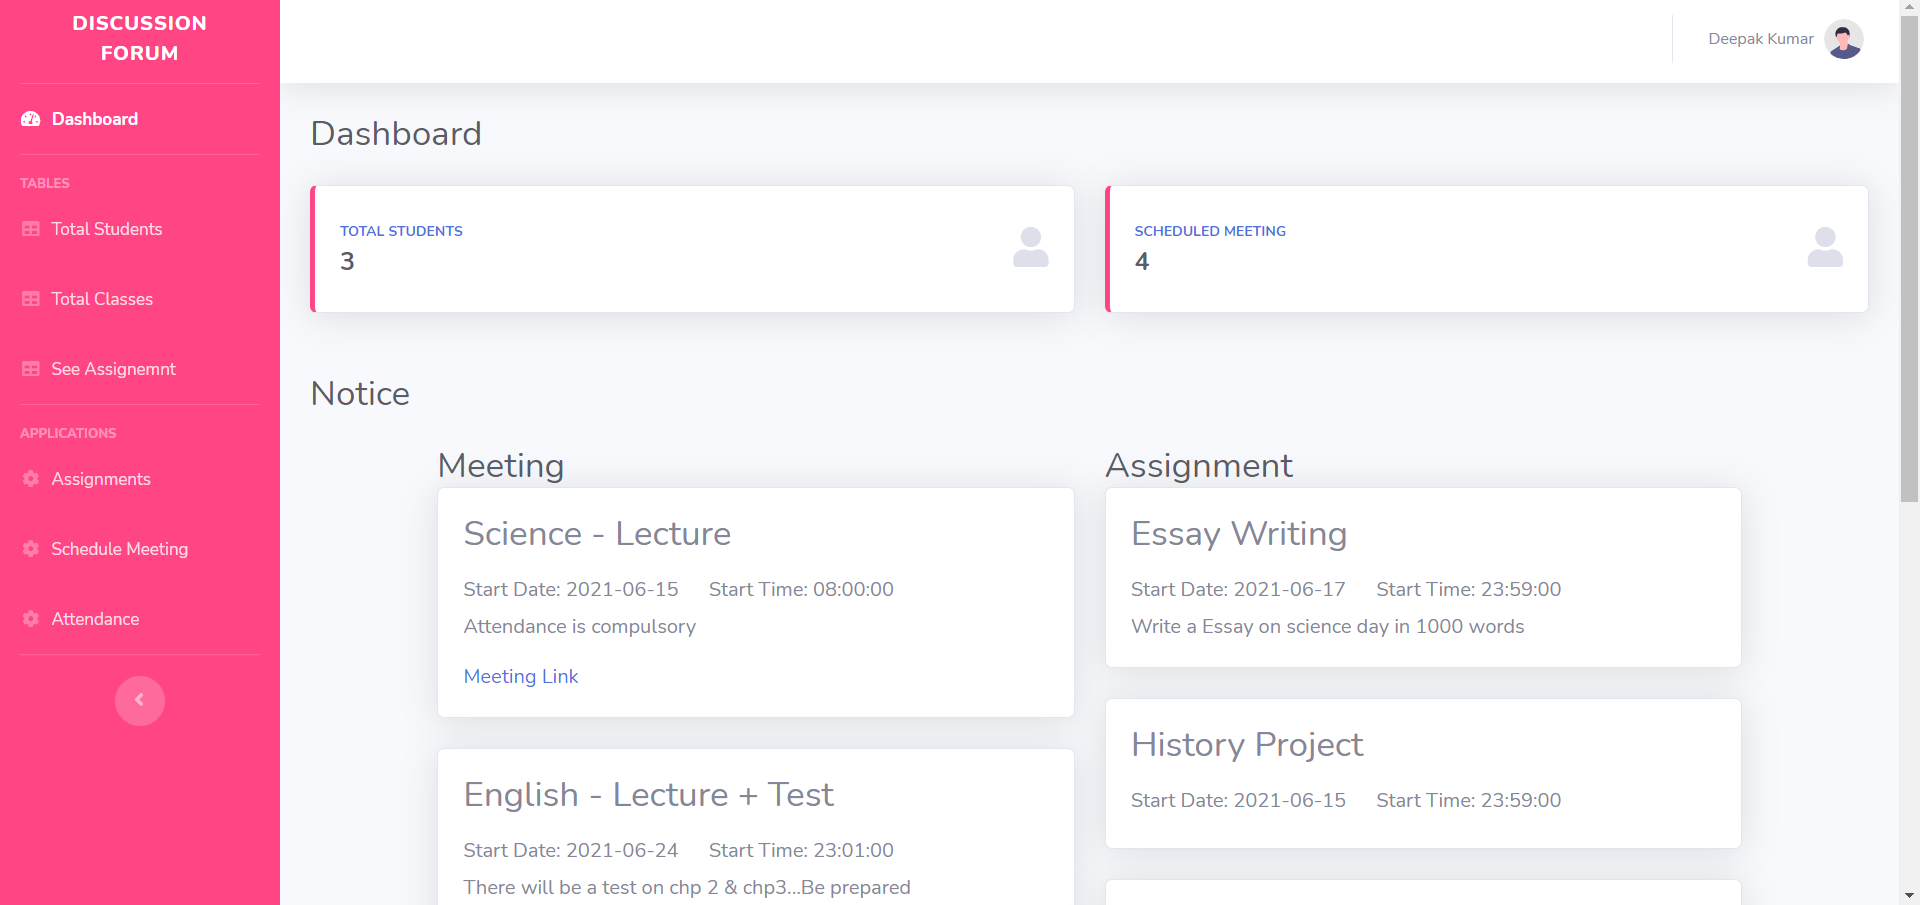 DISCUSSION
FORUM
Dashboard
TABLES
Total Students
Total Classes
See Assignemnt
APPLICATIONS
Assignments
Schedule Meeting
Attendance
Deepak Kumar
Dashboard
TOTAL STUDENTS
3
SCHEDULED MEETING
4
Notice
Meeting
Science - Lecture
Start Date: 2021-06-15 Start Time: 08:00:00
Attendance is compulsory
Meeting Link
English - Lecture + Test
Start Date: 2021-06-24 Start Time: 23:01:00
There will be a test on chp 2 & chp3...Be prepared
Assignment
Essay Writing
Start Date: 2021-06-17 Start Time: 23:59:00
Write a Essay on science day in 1000 words
History Project
Start Date: 2021-06-15 Start Time: 23:59:00